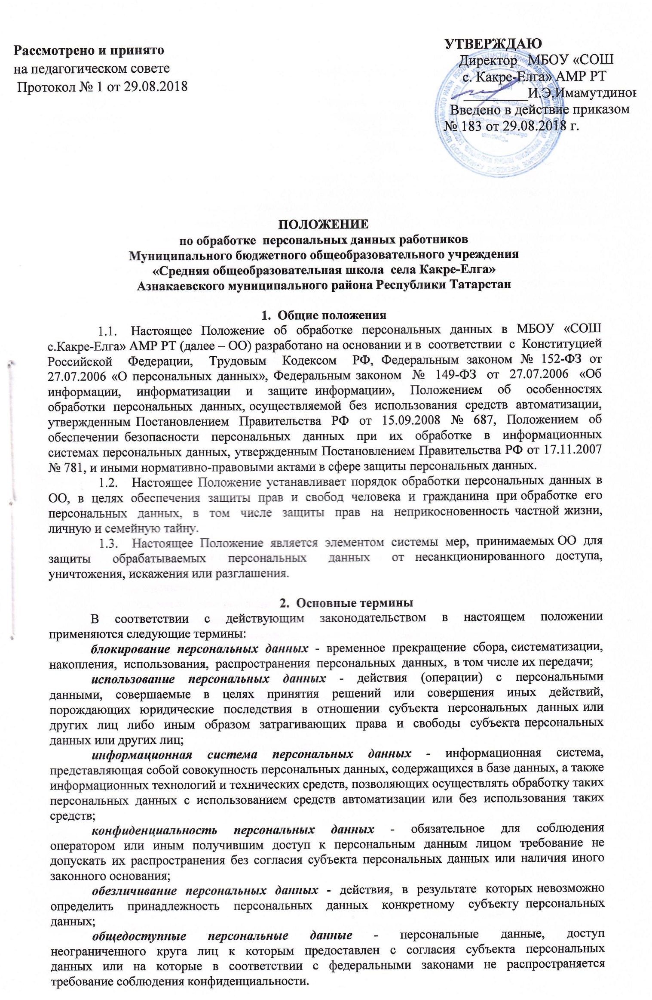 Рассмотрено и принято
на педагогическом совете
Протокол № 1 от 29.08.2018
УТВЕРЖДАЮ
Директор МБОУ «СОШ
с. Какре-Елга» АМР РТ
__________И.Э.Имамутдинов
Введено в действие приказом
№ 183 от 29.08.2018 г.
ПОЛОЖЕНИЕ
по обработке персональных данных работников
Муниципального бюджетного общеобразовательного учреждения
«Средняя общеобразовательная школа села Какре-Елга»
Азнакаевского муниципального района Республики Татарстан
1. Общие положения
1.1. Настоящее Положение об обработке персональных данных в МБОУ «СОШ
с.Какре-Елга» АМР РТ (далее – ОО) разработано на основании и в соответствии с Конституцией
Российской Федерации, Трудовым Кодексом РФ, Федеральным законом № 152-ФЗ от
27.07.2006 «О персональных данных», Федеральным законом № 149-ФЗ от 27.07.2006 «Об
информации, информатизации и защите информации», Положением об особенностях
обработки персональных данных, осуществляемой без использования средств автоматизации,
утвержденным Постановлением Правительства РФ от 15.09.2008 № 687, Положением об
обеспечении безопасности персональных данных при их обработке в информационных
системах персональных данных, утвержденным Постановлением Правительства РФ от 17.11.2007
№ 781, и иными нормативно-правовыми актами в сфере защиты персональных данных.
1.2. Настоящее Положение устанавливает порядок обработки персональных данных в
ОО, в целях обеспечения защиты прав и свобод человека и гражданина при обработке его
персональных данных, в том числе защиты прав на неприкосновенность частной жизни,
личную и семейную тайну.
1.3. Настоящее Положение является элементом системы мер, принимаемых ОО для
защиты обрабатываемых персональных данных от несанкционированного доступа,
уничтожения, искажения или разглашения.
2. Основные термины
В соответствии с действующим законодательством в настоящем положении
применяются следующие термины:
блокирование персональных данных - временное прекращение сбора, систематизации,
накопления, использования, распространения персональных данных, в том числе их передачи;
использование персональных данных - действия (операции) с персональными
данными, совершаемые в целях принятия решений или совершения иных действий,
порождающих юридические последствия в отношении субъекта персональных данных или
других лиц либо иным образом затрагивающих права и свободы субъекта персональных
данных или других лиц;
информационная система персональных данных - информационная система,
представляющая собой совокупность персональных данных, содержащихся в базе данных, а также
информационных технологий и технических средств, позволяющих осуществлять обработку таких
персональных данных с использованием средств автоматизации или без использования таких
средств;
конфиденциальность персональных данных - обязательное для соблюдения
оператором или иным получившим доступ к персональным данным лицом требование не
допускать их распространения без согласия субъекта персональных данных или наличия иного
законного основания;
обезличивание персональных данных - действия, в результате которых невозможно
определить принадлежность персональных данных конкретному субъекту персональных
данных;
общедоступные персональные данные - персональные данные, доступ
неограниченного круга лиц к которым предоставлен с согласия субъекта персональных
данных или на которые в соответствии с федеральными законами не распространяется
требование соблюдения конфиденциальности.